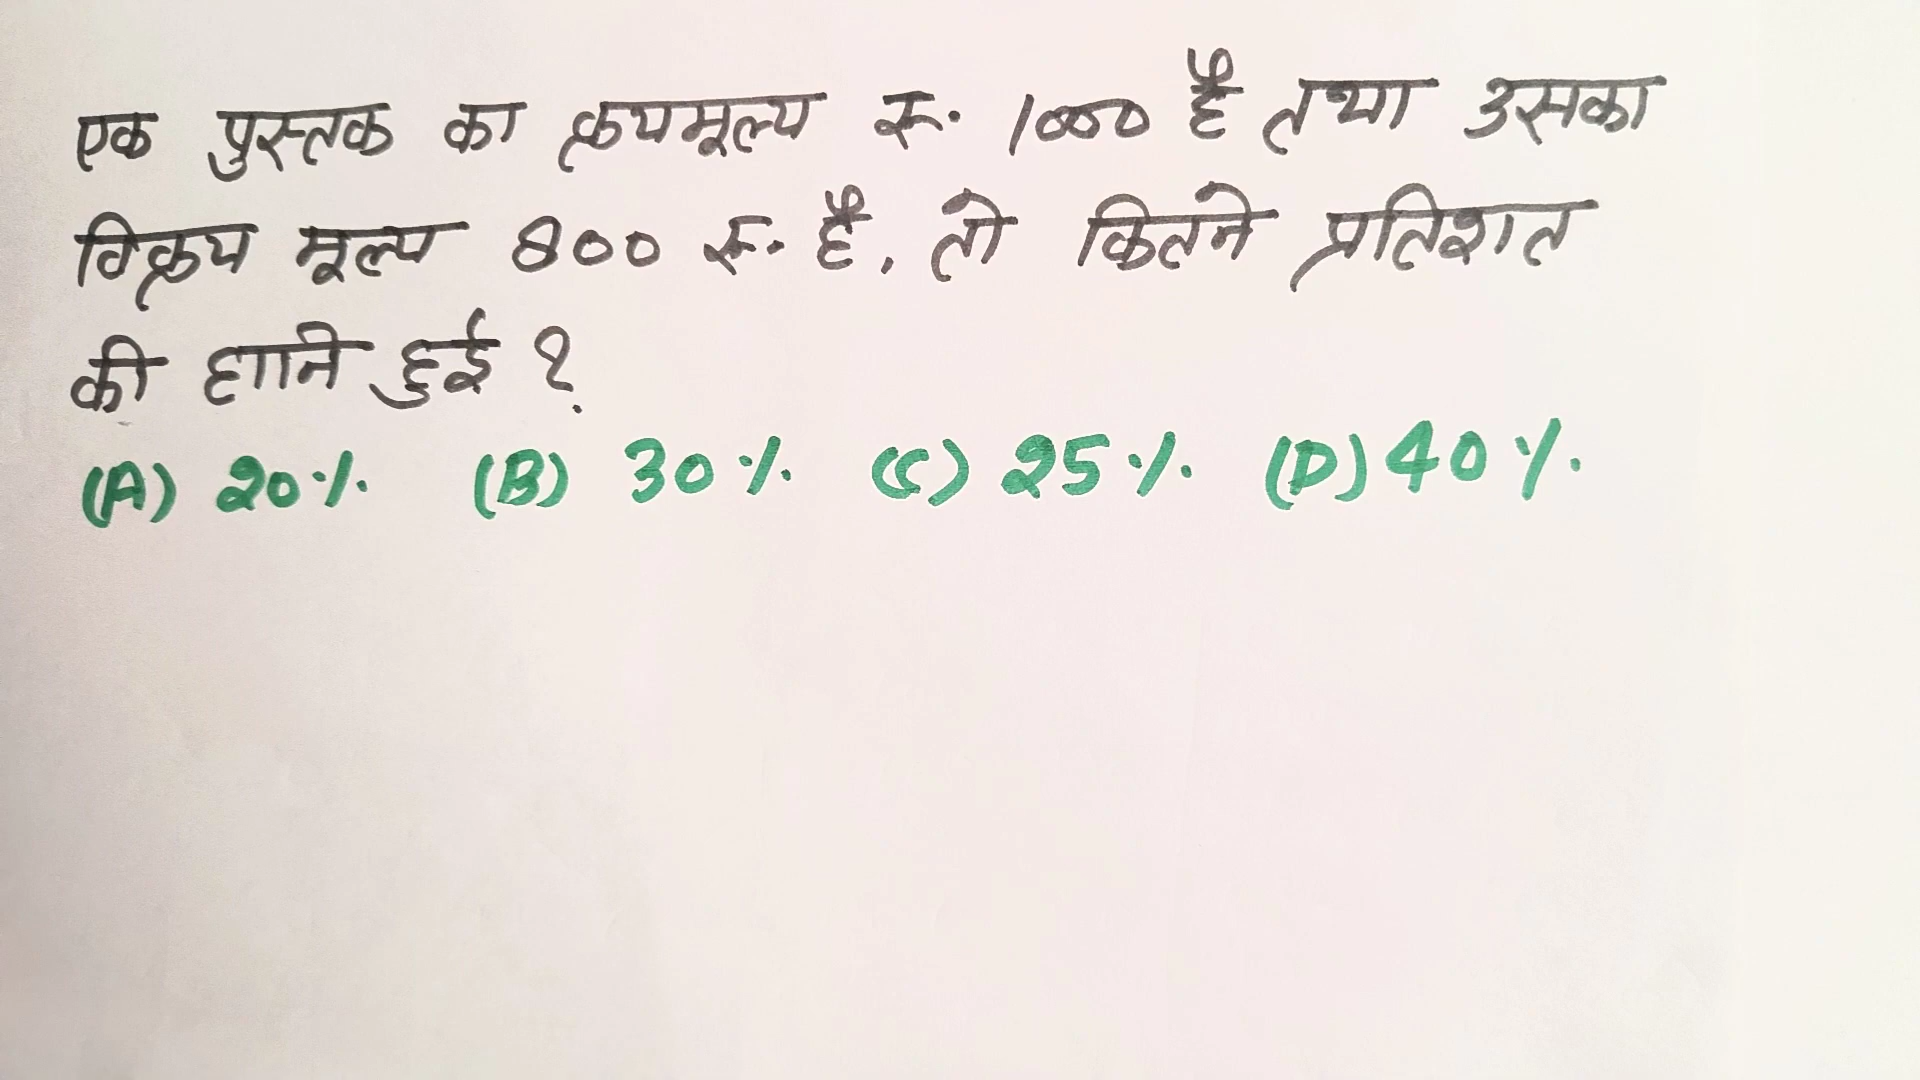 एक पुस्तक का क्रयमूल्य रू. 1000 है तथा उसका
विक्रय मूल्य 800 रू. है, तो कितने प्रतिशत
की हानि हुई ?
(A) 20% (B) 30% (C) 25% (D) 40%